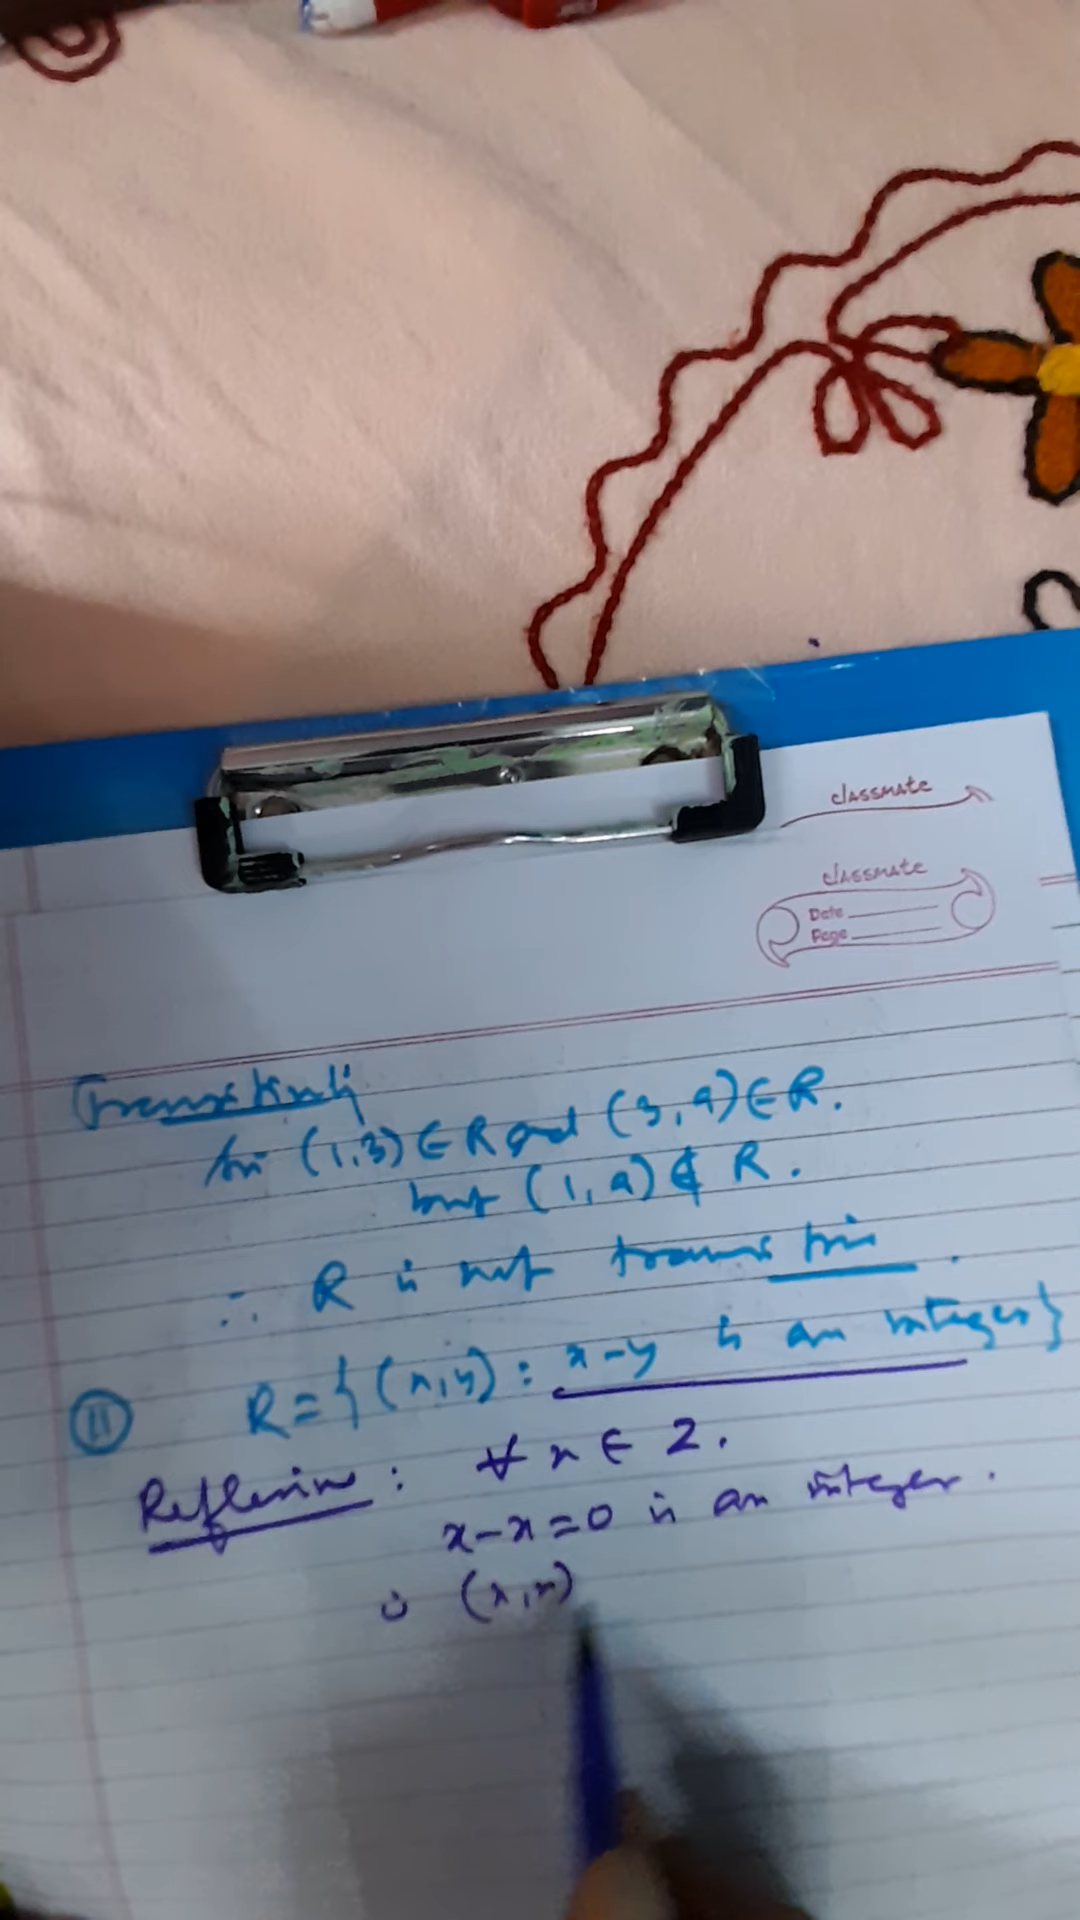 classmate
classmate
Date
Page
Transitivity
for (1,3) ∈ R and (3,9) ∈ R.
but (1,9) ∉ R.
∴ R is not transitive.
11 R = {(x,y) : x-y is an integer}
Reflexive : ∀ x ∈ Z.
x-x=0 is an integer.
(x,x)